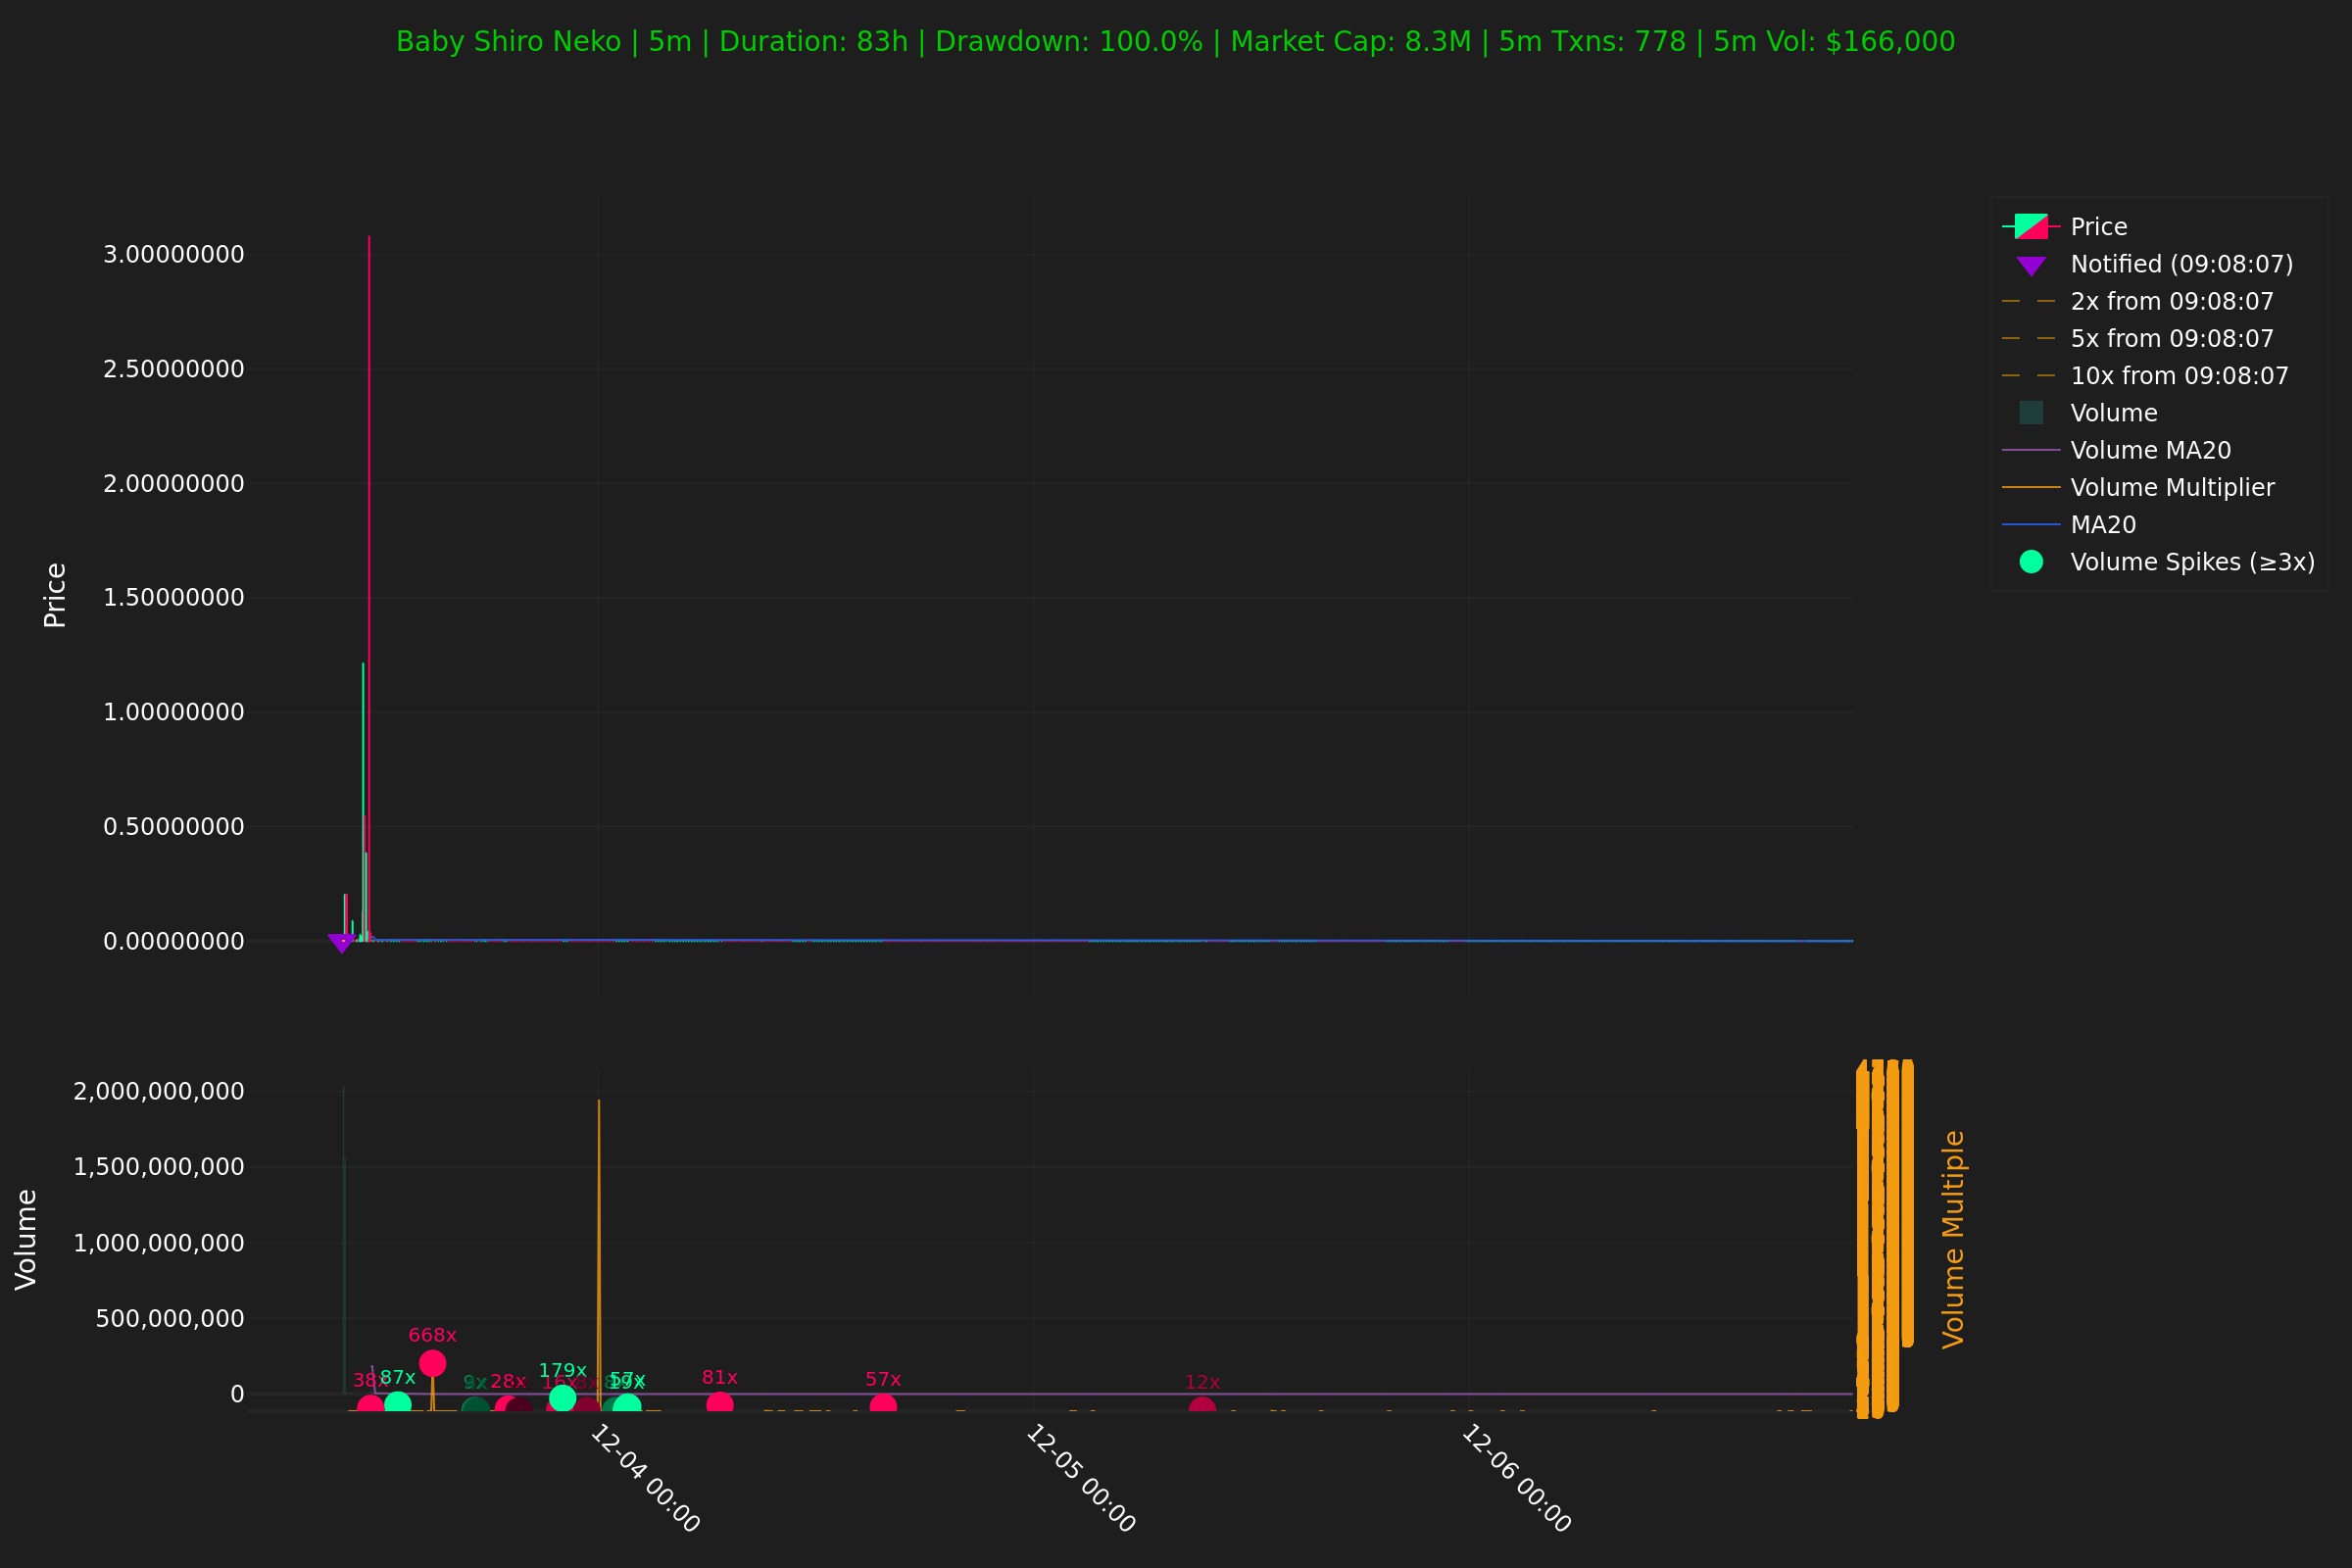 Baby Shiro Neko | 5m | Duration: 83h | Drawdown: 100.0% | Market Cap: 8.3M | 5m Txns: 778 | 5m Vol: $166,000
Price
3.00000000
2.50000000
2.00000000
1.50000000
1.00000000
0.50000000
0.00000000
Price
Notified (09:08:07)
2x from 09:08:07
5x from 09:08:07
10x from 09:08:07
Volume
Volume MA20
Volume Multiplier
MA20
Volume Spikes (≥3x)
Volume
2,000,000,000
1,500,000,000
1,000,000,000
500,000,000
0
668x
38x
87x
9x
28x
16x
179x
57x
19x
81x
57x
12x
Volume Multiple
12-04 00:00
12-05 00:00
12-06 00:00